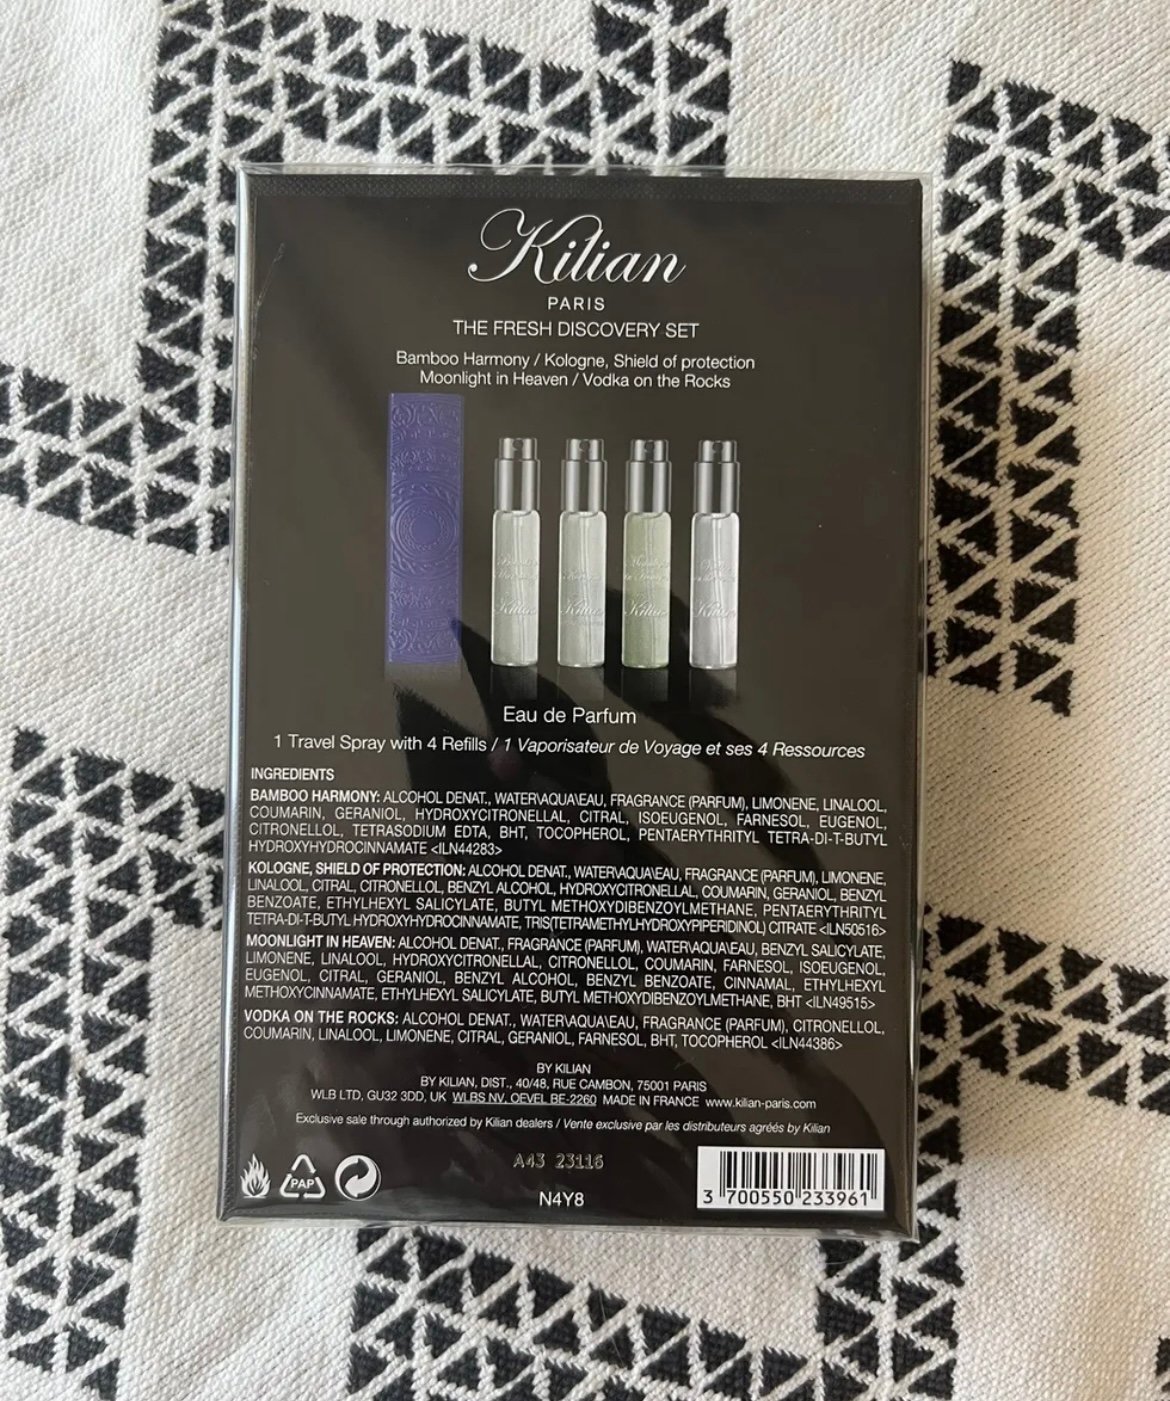 Kilian
PARIS
THE FRESH DISCOVERY SET
Bamboo Harmony / Kologne, Shield of protection
Moonlight in Heaven / Vodka on the Rocks
Kilian
Kilian
Kilian
Kilian
Eau de Parfum
1 Travel Spray with 4 Refills / 1 Vaporisateur de Voyage et ses 4 Ressources
INGREDIENTS
BAMBOO HARMONY: ALCOHOL DENAT., WATER\AQUA\EAU, FRAGRANCE (PARFUM), LIMONENE, LINALOOL,
COUMARIN, GERANIOL, HYDROXYCITRONELLAL, CITRAL, ISOEUGENOL, FARNESOL, EUGENOL,
CITRONELLOL, TETRASODIUM EDTA, BHT, TOCOPHEROL, PENTAERYTHRITYL TETRA-DI-T-BUTYL
HYDROXYHYDROCINNAMATE <ILN44283>
KOLOGNE, SHIELD OF PROTECTION: ALCOHOL DENAT., WATER\AQUA\EAU, FRAGRANCE (PARFUM), LIMONENE,
LINALOOL, CITRAL, CITRONELLOL, BENZYL ALCOHOL, HYDROXYCITRONELLAL, COUMARIN, GERANIOL, BENZYL
BENZOATE, ETHYLHEXYL SALICYLATE, BUTYL METHOXYDIBENZOYLMETHANE, PENTAERYTHRITYL
TETRA-DI-T-BUTYL HYDROXYHYDROCINNAMATE, TRIS(TETRAMETHYLHYDROXYPIPERIDINOL) CITRATE <ILN50516>
MOONLIGHT IN HEAVEN: ALCOHOL DENAT., FRAGRANCE (PARFUM), WATER\AQUA\EAU, BENZYL SALICYLATE,
LIMONENE, LINALOOL, HYDROXYCITRONELLAL, CITRONELLOL, COUMARIN, FARNESOL, ISOEUGENOL,
EUGENOL, CITRAL, GERANIOL, BENZYL ALCOHOL, BENZYL BENZOATE, CINNAMAL, ETHYLHEXYL
METHOXYCINNAMATE, ETHYLHEXYL SALICYLATE, BUTYL METHOXYDIBENZOYLMETHANE, BHT <ILN49515>
VODKA ON THE ROCKS: ALCOHOL DENAT., WATER\AQUA\EAU, FRAGRANCE (PARFUM), CITRONELLOL,
COUMARIN, LINALOOL, LIMONENE, CITRAL, GERANIOL, FARNESOL, BHT, TOCOPHEROL <ILN44386>
BY KILIAN
BY KILIAN, DIST., 40/48, RUE CAMBON, 75001 PARIS
WLB LTD, GU32 3DD, UK WLBS NV, OEVEL BE-2260 MADE IN FRANCE www.kilian-paris.com
Exclusive sale through authorized by Kilian dealers / Vente exclusive par les distributeurs agréés by Kilian
A43 23116
PAP
N4Y8
3 700550 233961